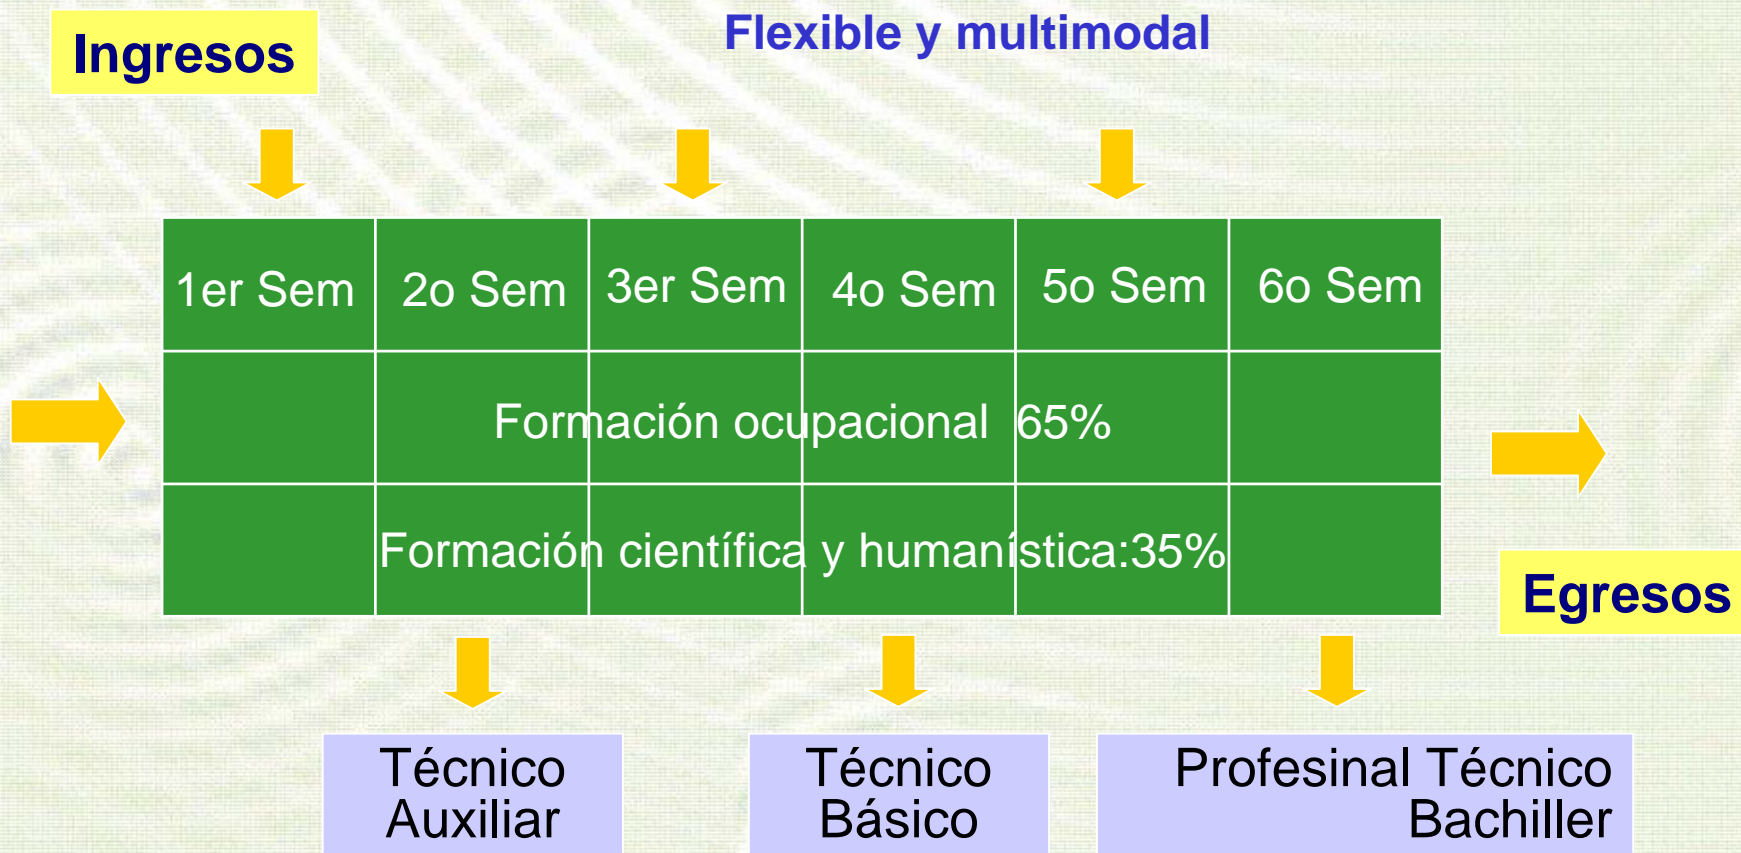 Flexible y multimodal
Ingresos
1er Sem 2o Sem 3er Sem 4o Sem 5o Sem 6o Sem
Formación ocupacional 65%
Formación científica y humanística:35%
Egresos
Técnico
Auxiliar
Técnico
Básico
Profesinal Técnico
Bachiller